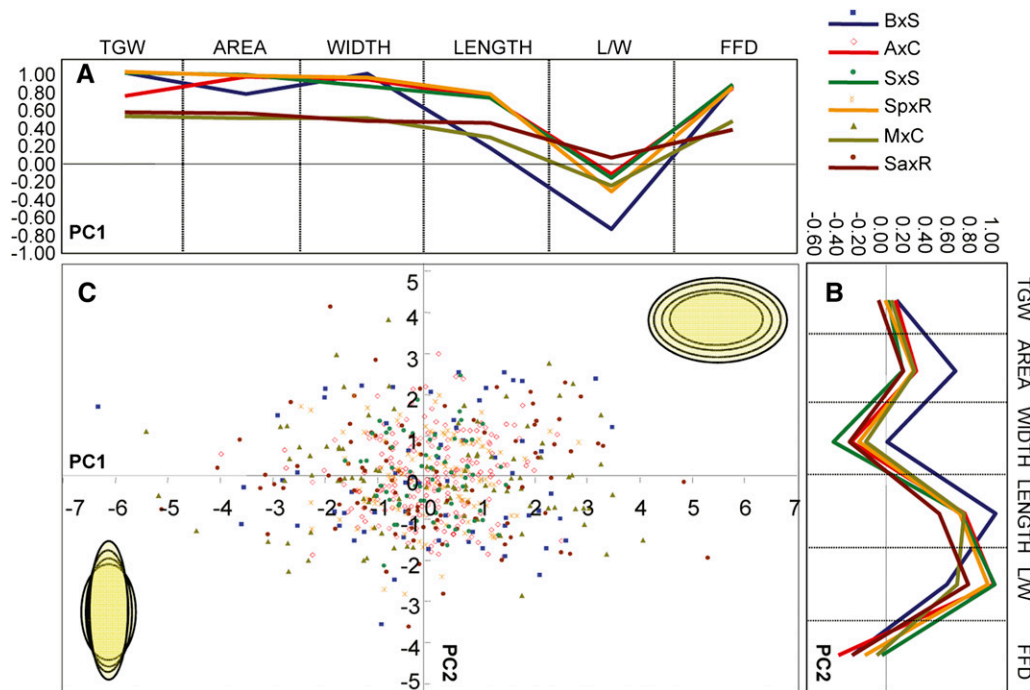 TGW AREA WIDTH LENGTH L/W FFD
A
1.00
0.80
0.60
0.40
0.20
0.00
-0.20
-0.40
-0.60
-0.80
-1.00
PC1
BxS
AxC
SxS
SpxR
MxC
SaxR
C
5
4
3
2
1
0
-1
-2
-3
-4
-5
PC1
-7 -6 -5 -4 -3 -2 -1 0 1 2 3 4 5 6 7
PC2
-0.60 -0.40 -0.20 0.00 0.20 0.40 0.60 0.80 1.00
B
TGW AREA WIDTH LENGTH L/W FFD
PC2